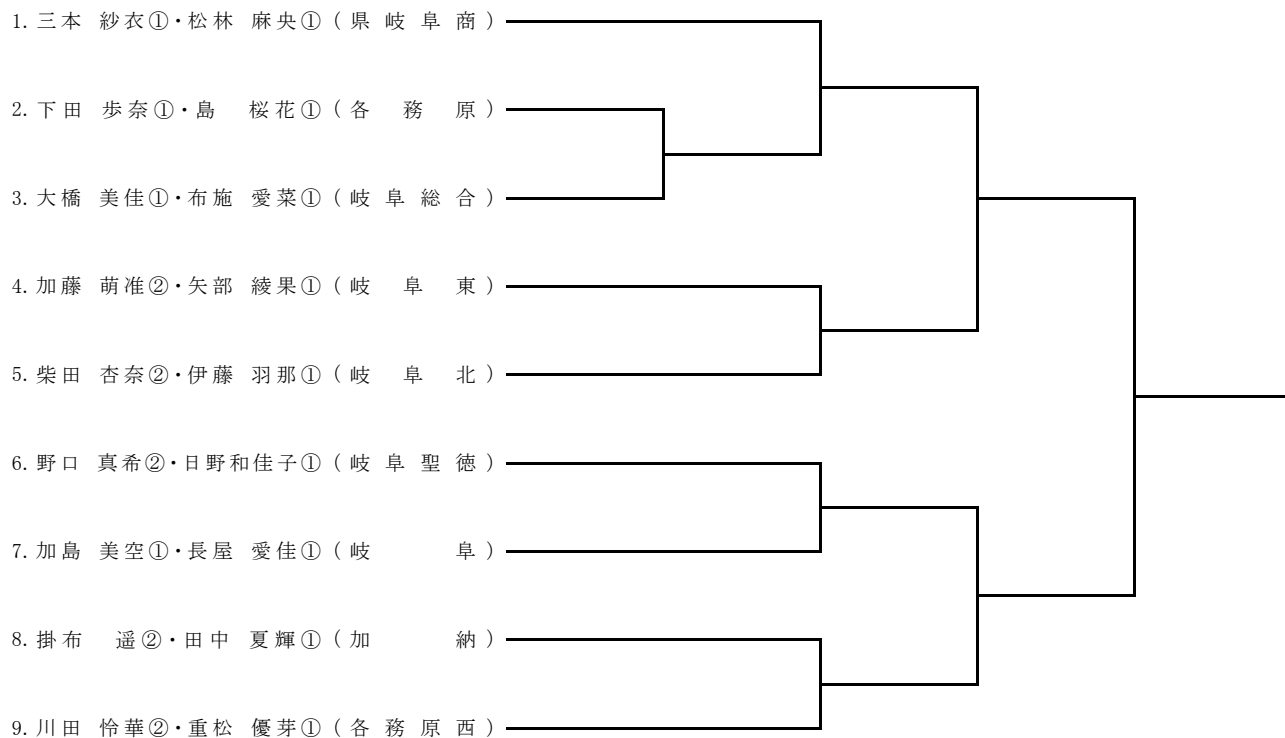 1. 三本 紗衣①・松林 麻央①（県岐阜商）
2. 下田 歩奈①・島 桜花①（各務原）
3. 大橋 美佳①・布施 愛菜①（岐阜総合）
4. 加藤 萌准②・矢部 綾果①（岐阜東）
5. 柴田 杏奈②・伊藤 羽那①（岐阜北）
6. 野口 真希②・日野和佳子①（岐阜聖徳）
7. 加島 美空①・長屋 愛佳①（岐阜）
8. 掛布 遥②・田中 夏輝①（加納）
9. 川田 怜華②・重松 優芽①（各務原西）